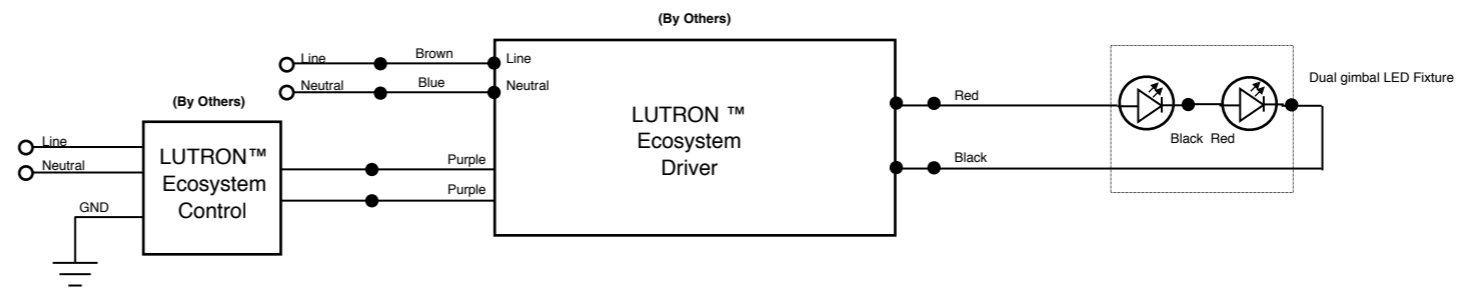 (By Others)
Line
Brown
Line
Neutral
Blue
Neutral
(By Others)
Line
Neutral
GND
LUTRON™
Ecosystem
Control
Purple
Purple
LUTRON ™
Ecosystem
Driver
Red
Black
Black Red
Dual gimbal LED Fixture